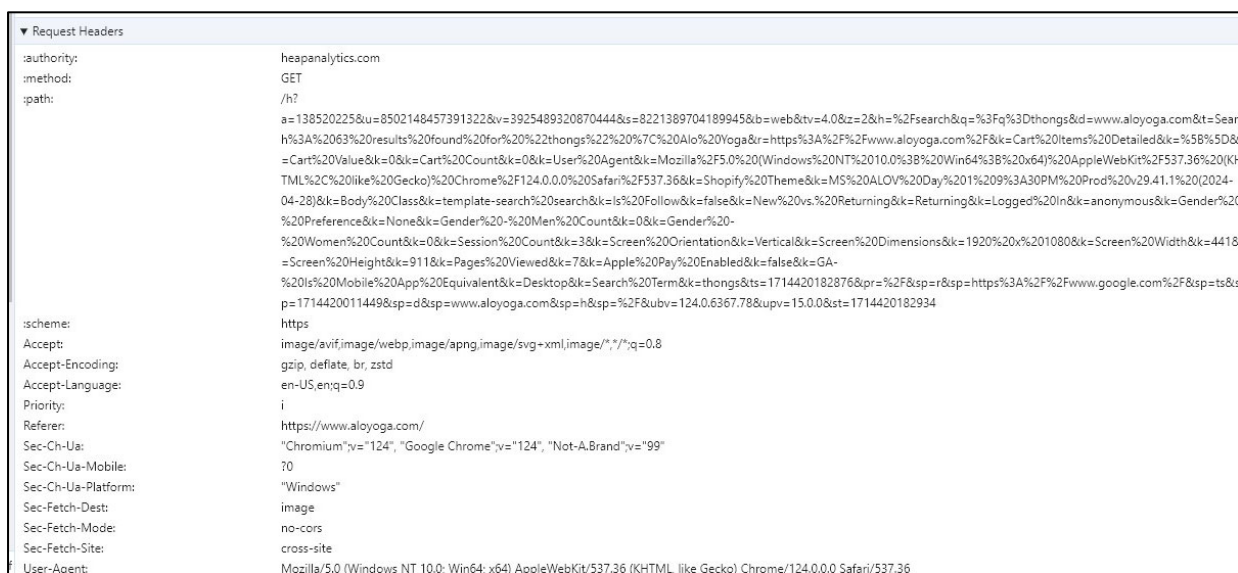 ▼ Request Headers
:authority: heapanalytics.com
:method: GET
:path: /h?
a=138520225&u=8502148457391322&v=3925489320870444&s=8221389704189945&b=web&tv=4.0&z=2&h=%2Fsearch&q=%3Fq%3Dthongs&d=www.aloyoga.com&t=Sear
h%3A%2063%20results%20found%20for%20%22thongs%22%20%7C%20Alo%20Yoga&r=https%3A%2F%2Fwww.aloyoga.com%2F&k=Cart%20Items%20Detailed&k=%5B%5D&
=Cart%20Value&k=0&k=Cart%20Count&k=0&k=User%20Agent&k=Mozilla%2F5.0%20(Windows%20NT%2010.0%3B%20Win64%3B%20x64)%20AppleWebKit%2F537.36%20(KH
TML%2C%20like%20Gecko)%20Chrome%2F124.0.0.0%20Safari%2F537.36&k=Shopify%20Theme&k=MS%20ALOV%20Day%201%209%3A30PM%20Prod%20v29.41.1%20(2024-
04-28)&k=Body%20Class&k=template-search%20search&k=Is%20Follow&k=false&k=New%20vs.%20Returning&k=Returning&k=Logged%20In&k=anonymous&k=Gender%20
%20Preference&k=None&k=Gender%20-%20Men%20Count&k=0&k=Gender%20-
%20Women%20Count&k=0&k=Session%20Count&k=3&k=Screen%20Orientation&k=Vertical&k=Screen%20Dimensions&k=1920%20x%201080&k=Screen%20Width&k=441&
=Screen%20Height&k=911&k=Pages%20Viewed&k=7&k=Apple%20Pay%20Enabled&k=false&k=GA-
%20Is%20Mobile%20App%20Equivalent&k=Desktop&k=Search%20Term&k=thongs&ts=1714420182876&pr=%2F&sp=r&sp=https%3A%2F%2Fwww.google.com%2F&sp=ts&s
p=1714420011449&sp=d&sp=www.aloyoga.com&sp=h&sp=%2F&ubv=124.0.6367.78&upv=15.0.0&st=1714420182934
:scheme: https
Accept: image/avif,image/webp,image/apng,image/svg+xml,image/*,*/*;q=0.8
Accept-Encoding: gzip, deflate, br, zstd
Accept-Language: en-US,en;q=0.9
Priority: i
Referer: https://www.aloyoga.com/
Sec-Ch-Ua: "Chromium";v="124", "Google Chrome";v="124", "Not-A.Brand";v="99"
Sec-Ch-Ua-Mobile: ?0
Sec-Ch-Ua-Platform: "Windows"
Sec-Fetch-Dest: image
Sec-Fetch-Mode: no-cors
Sec-Fetch-Site: cross-site
User-Agent: Mozilla/5.0 (Windows NT 10.0; Win64; x64) AppleWebKit/537.36 (KHTML, like Gecko) Chrome/124.0.0.0 Safari/537.36